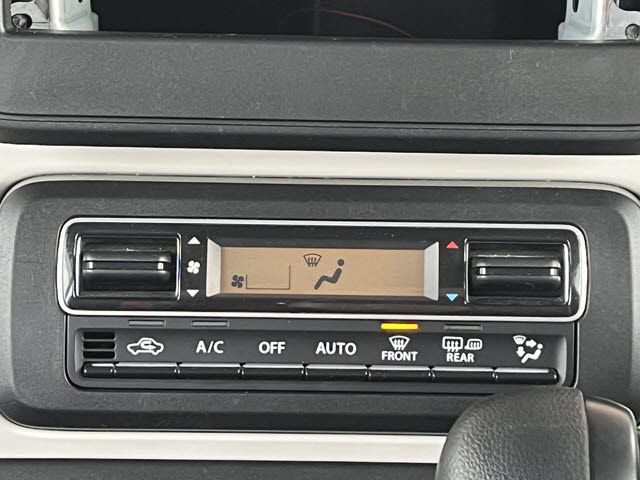 A/C OFF AUTO FRONT REAR